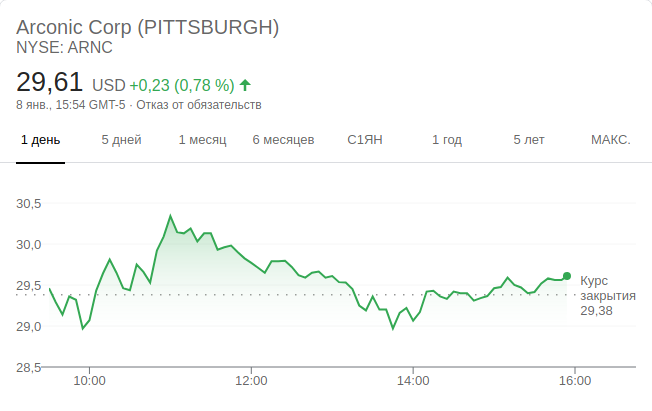 Arconic Corp (PITTSBURGH)
NYSE: ARNC
29,61 USD +0,23 (0,78 %)
8 янв., 15:54 GMT-5 · Отказ от обязательств
1 день 5 дней 1 месяц 6 месяцев С1ЯН 1 год 5 лет МАКС.
30,5
30,0
29,5
29,0
28,5
Курс
закрытия
29,38
10:00 12:00 14:00 16:00